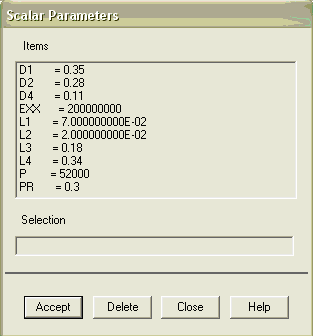 Scalar Parameters
Items
D1 = 0.35
D2 = 0.28
D4 = 0.11
EXX = 200000000
L1 = 7.000000000E-02
L2 = 2.000000000E-02
L3 = 0.18
L4 = 0.34
P = 52000
PR = 0.3
Selection
Accept Delete Close Help